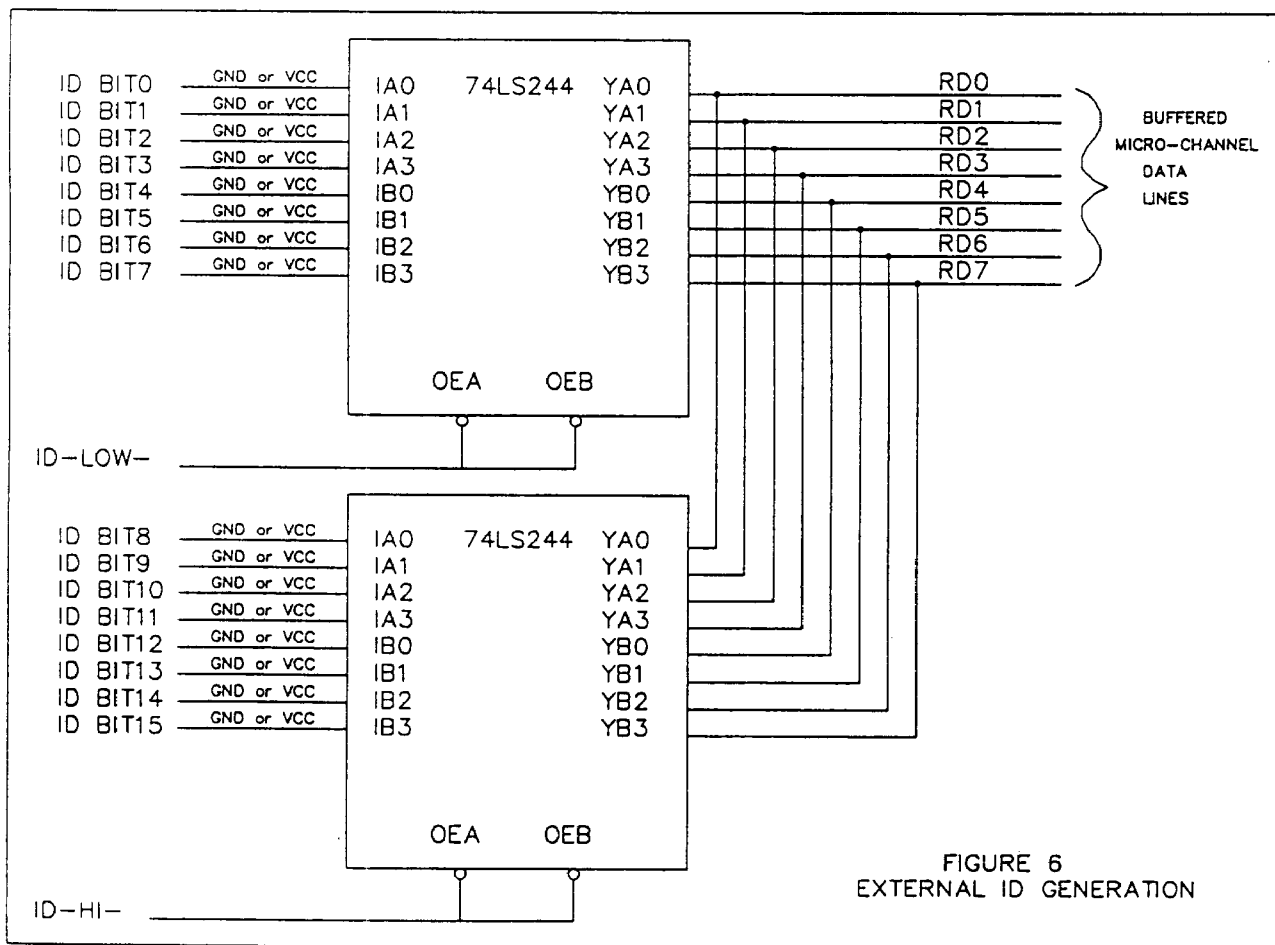 ID BIT0 GND or VCC IA0 74LS244 YA0 RD0
ID BIT1 GND or VCC IA1 YA1 RD1
ID BIT2 GND or VCC IA2 YA2 RD2
ID BIT3 GND or VCC IA3 YA3 RD3
ID BIT4 GND or VCC IB0 YB0 RD4
ID BIT5 GND or VCC IB1 YB1 RD5
ID BIT6 GND or VCC IB2 YB2 RD6
ID BIT7 GND or VCC IB3 YB3 RD7
BUFFERED
MICRO-CHANNEL
DATA
LINES
OEA OEB
ID-LOW-
ID BIT8 GND or VCC IA0 74LS244 YA0
ID BIT9 GND or VCC IA1 YA1
ID BIT10 GND or VCC IA2 YA2
ID BIT11 GND or VCC IA3 YA3
ID BIT12 GND or VCC IB0 YB0
ID BIT13 GND or VCC IB1 YB1
ID BIT14 GND or VCC IB2 YB2
ID BIT15 GND or VCC IB3 YB3
OEA OEB
ID-HI-
FIGURE 6
EXTERNAL ID GENERATION